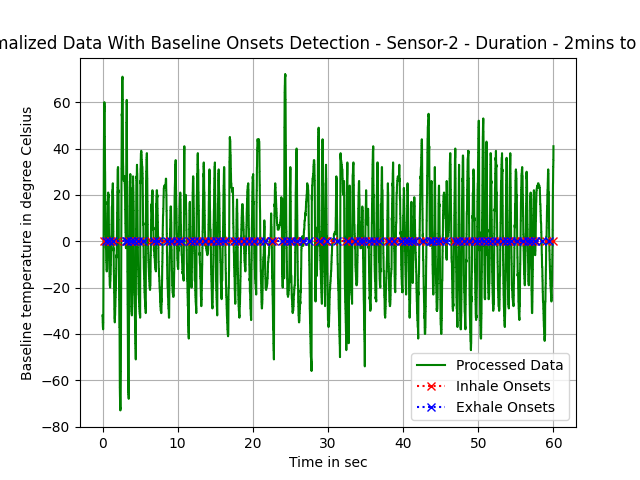 malized Data With Baseline Onsets Detection - Sensor-2 - Duration - 2mins to
Baseline temperature in degree Celsius
60
40
20
0
−20
−40
−60
−80
0 10 20 30 40 50 60
Time in sec
Processed Data
Inhale Onsets
Exhale Onsets